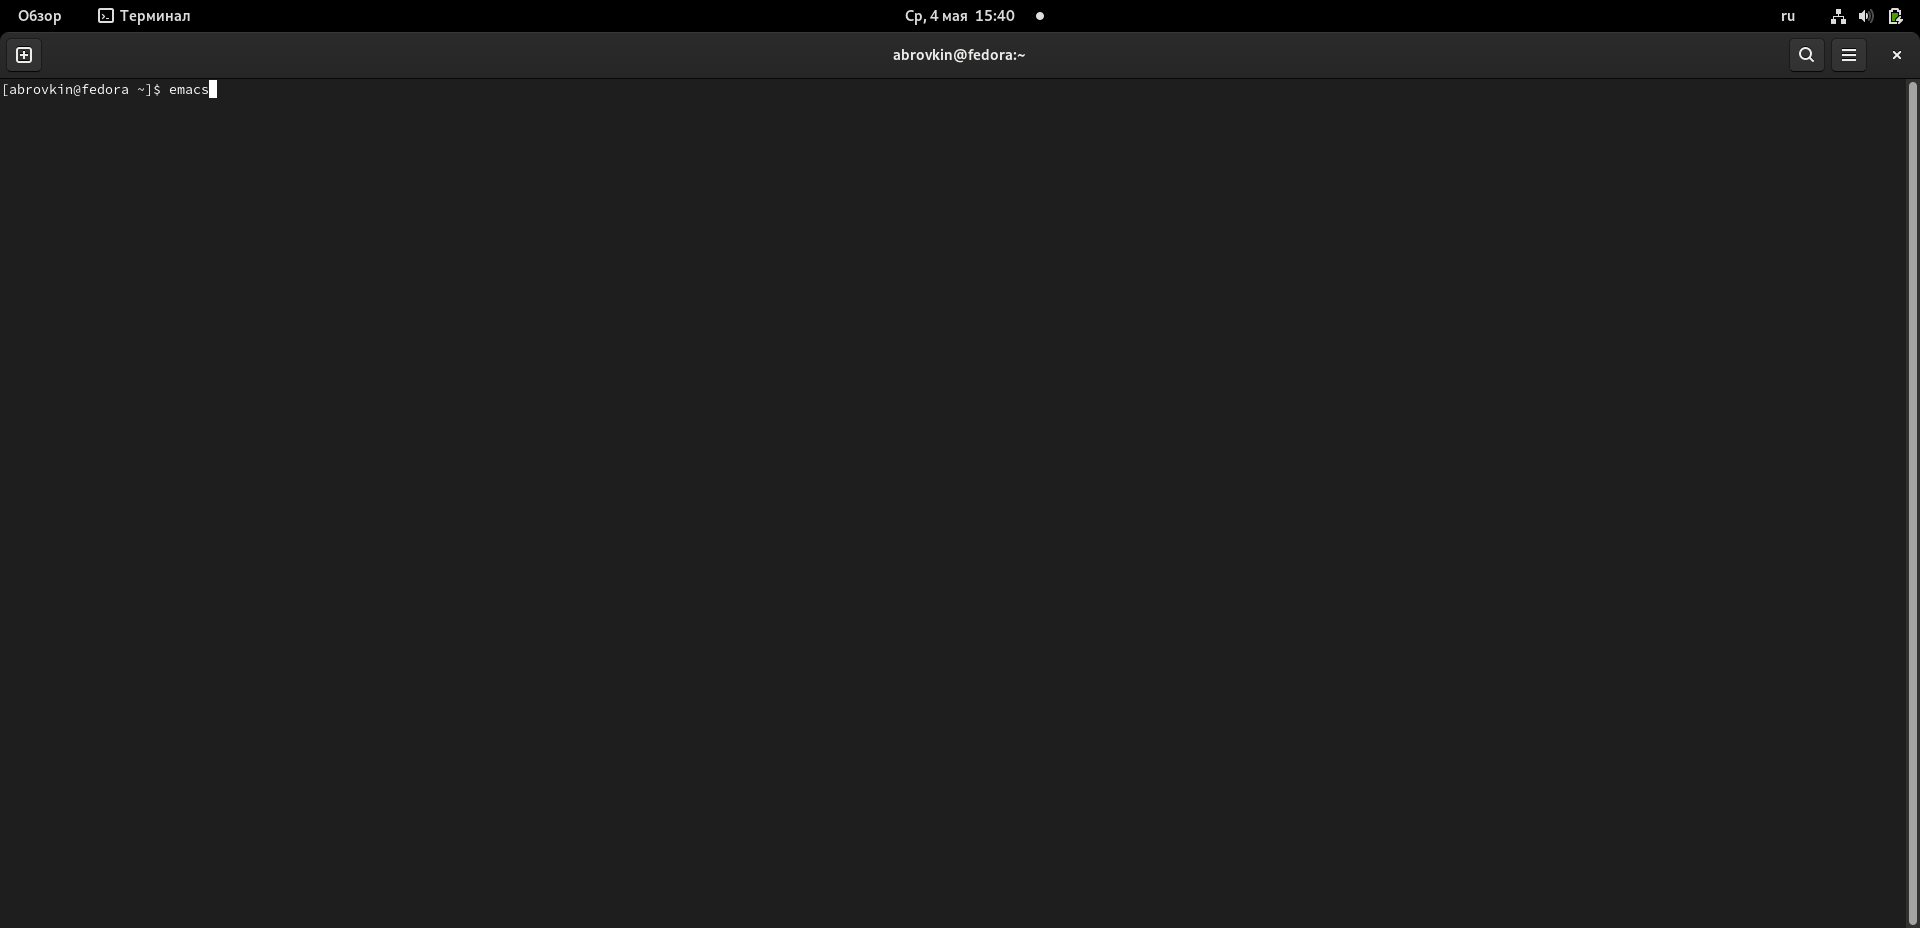 Обзор Терминал Ср, 4 мая 15:40 ru
abrovkin@fedora:~
[abrovkin@fedora ~]$ emacs